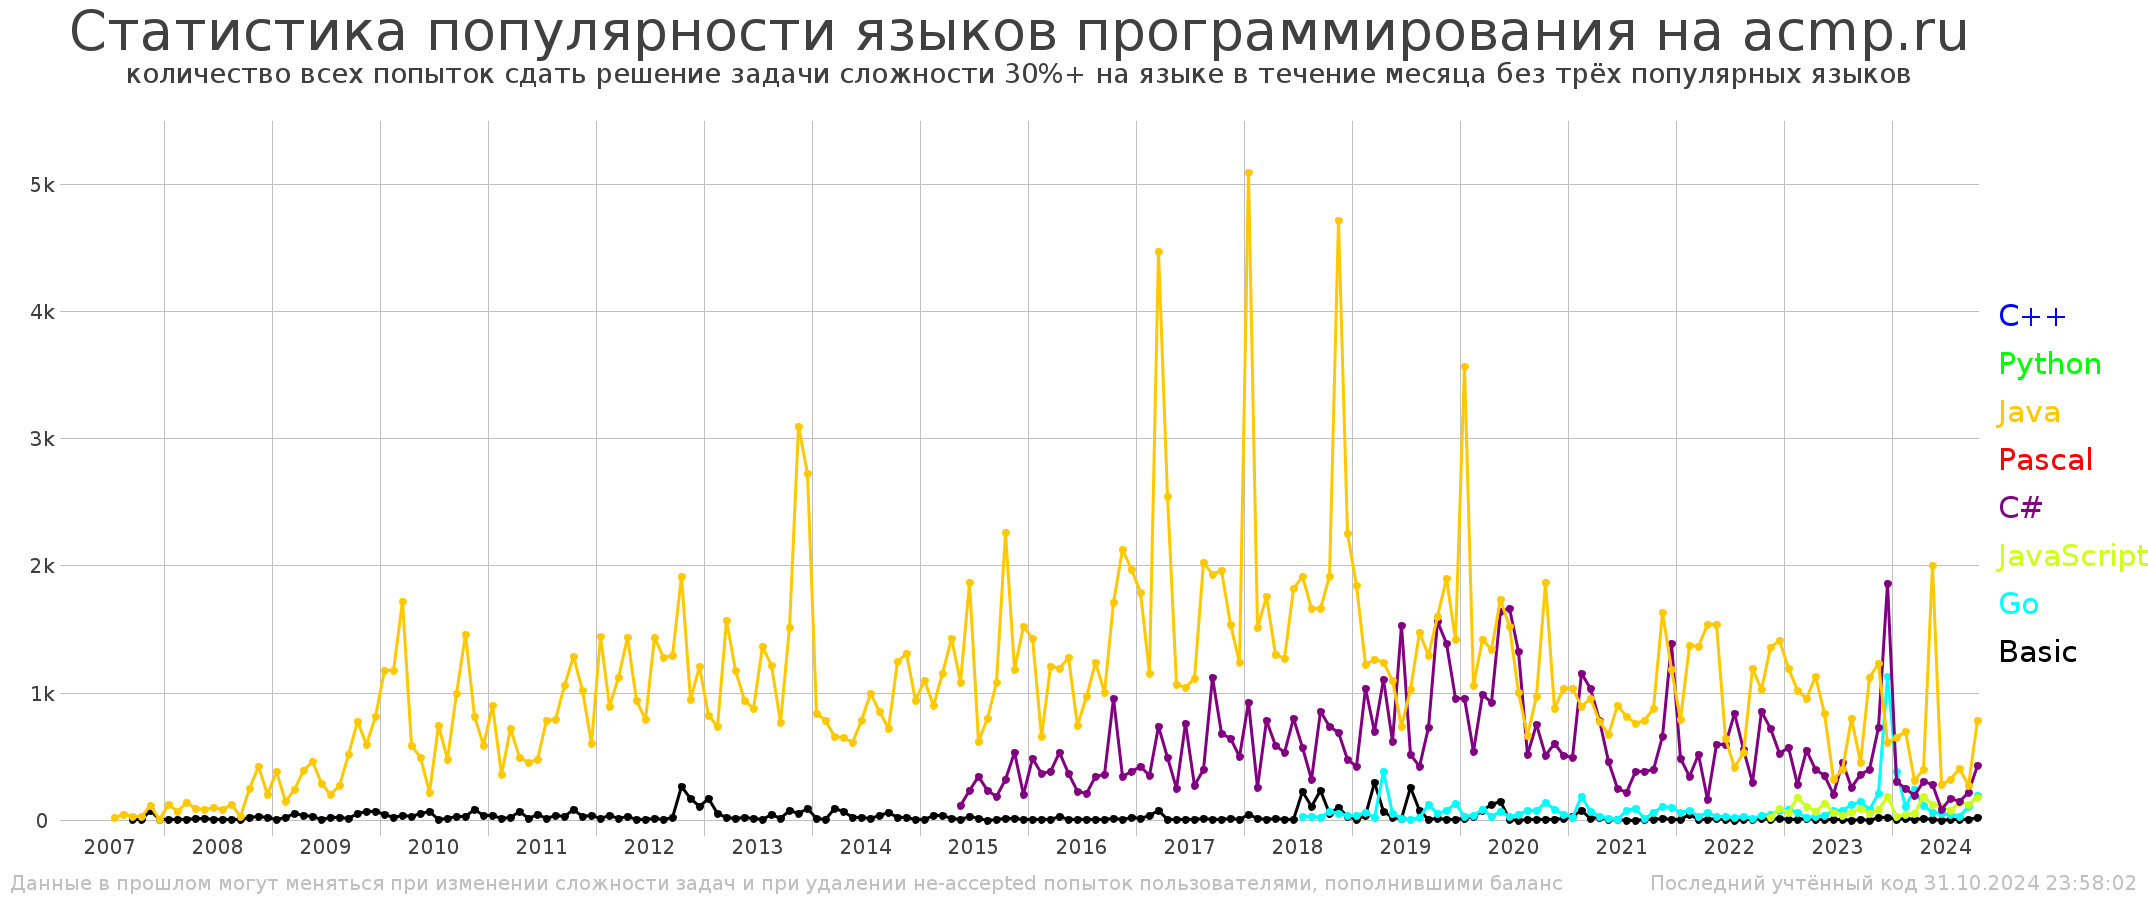 Статистика популярности языков программирования на acmp.ru
количество всех попыток сдать решение задачи сложности 30%+ на языке в течение месяца без трёх популярных языков
5k
4k
3k
2k
1k
0
C++
Python
Java
Pascal
C#
JavaScript
Go
Basic
2007 2008 2009 2010 2011 2012 2013 2014 2015 2016 2017 2018 2019 2020 2021 2022 2023 2024
Данные в прошлом могут меняться при изменении сложности задач и при удалении не-accepted попыток пользователями, пополнившими баланс
Последний учтённый код 31.10.2024 23:58:02